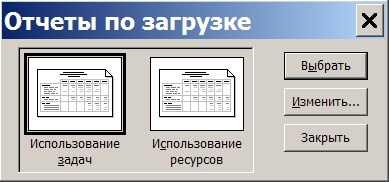 Отчеты по загрузке
Выбрать
Изменить...
Закрыть
Использование
задач
Использование
ресурсов